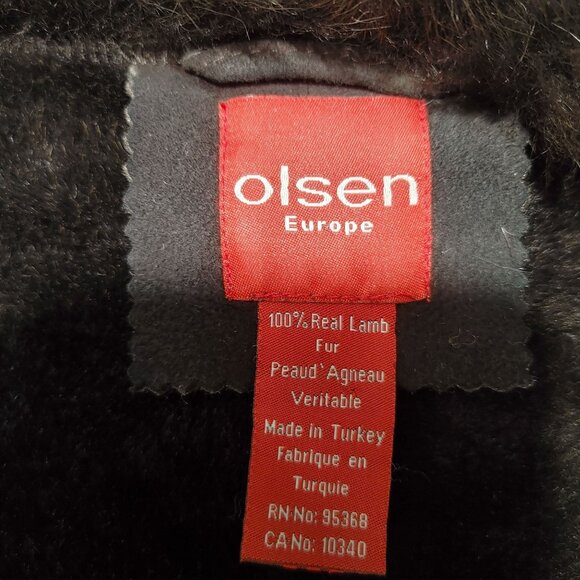 olsen
Europe
100% Real Lamb
Fur
Peaud'Agneau
Veritable
Made in Turkey
Fabrique en
Turquie
RN-No: 95368
CA-No: 10340